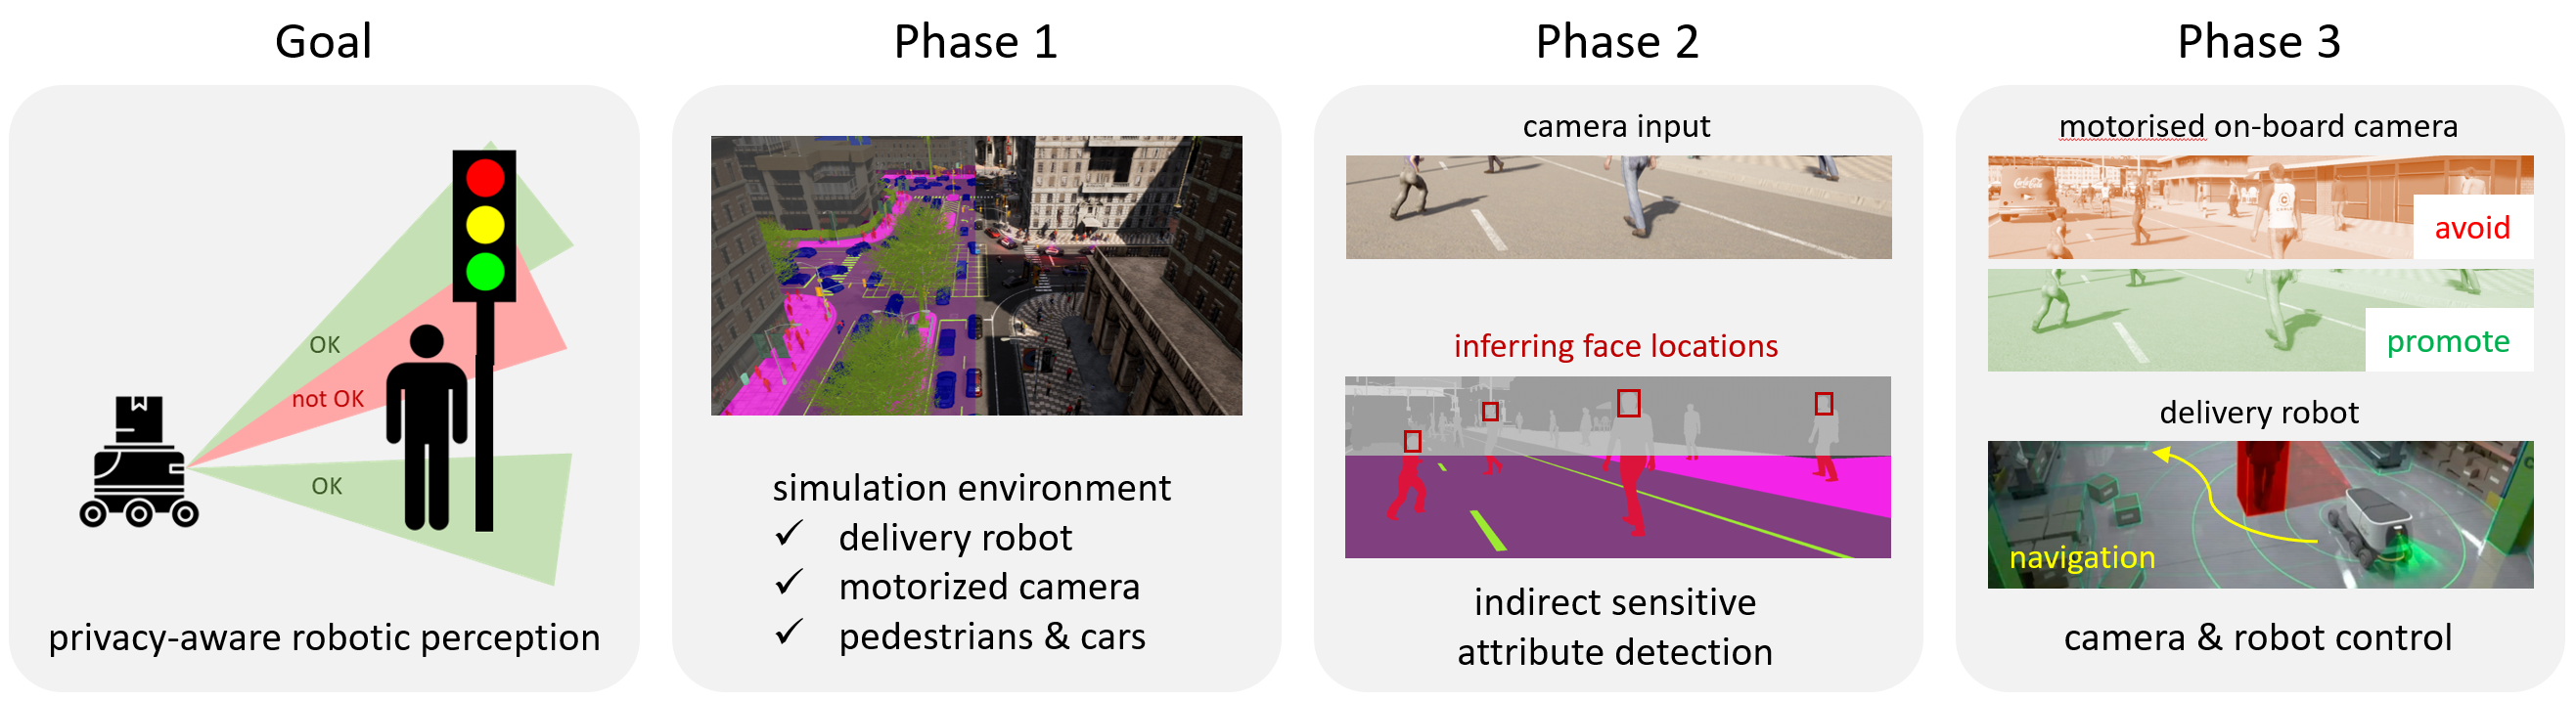 Goal
OK
not OK
OK
privacy-aware robotic perception
Phase 1
simulation environment
✓ delivery robot
✓ motorized camera
✓ pedestrians & cars
Phase 2
camera input
inferring face locations
indirect sensitive
attribute detection
Phase 3
motorised on-board camera
Coca-Cola
avoid
promote
delivery robot
navigation
camera & robot control